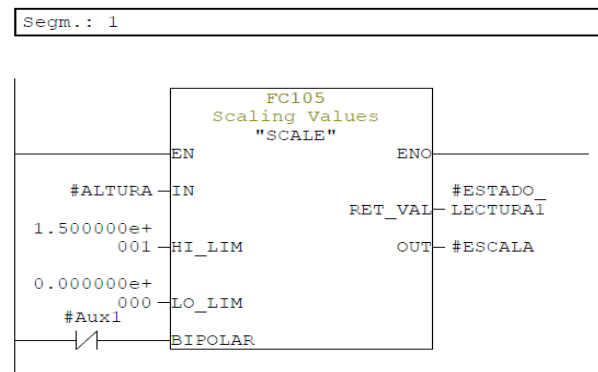 Segm.: 1
FC105
Scaling Values
"SCALE"
EN ENO
#ALTURA IN #ESTADO_
RET_VAL LECTURA1
1.500000e+
001 HI_LIM OUT #ESCALA
0.000000e+
000 LO_LIM
#Aux1
BIPOLAR